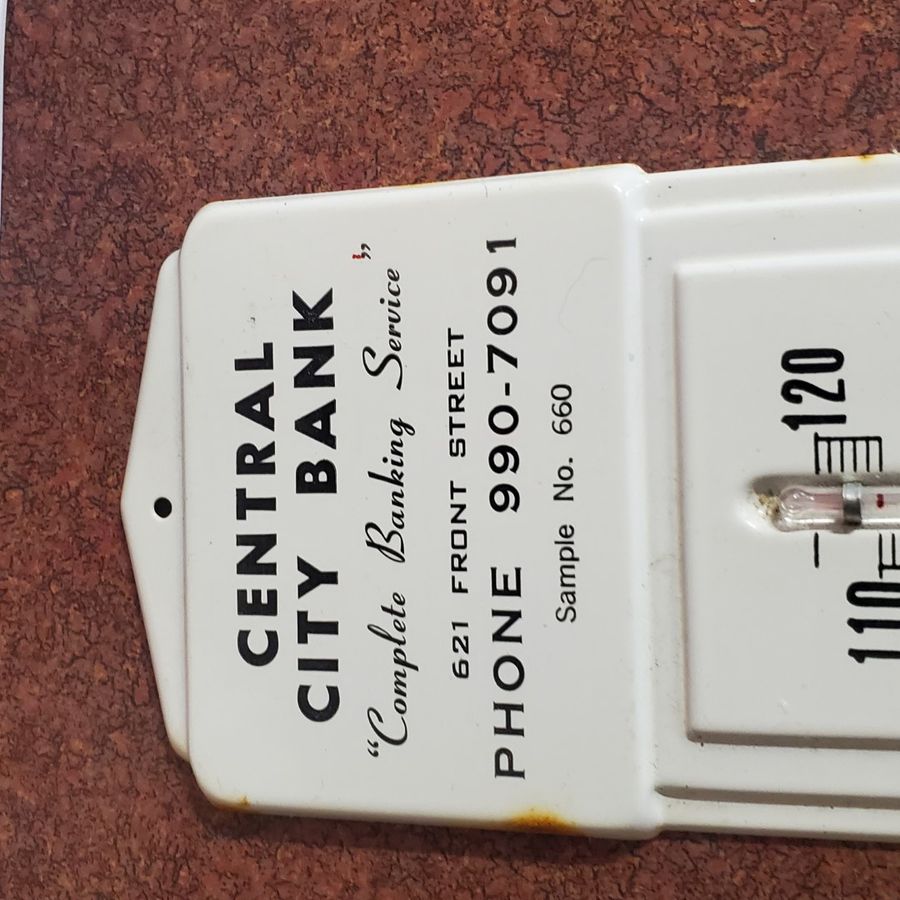 CENTRAL
CITY BANK
“Complete Banking Service”
621 FRONT STREET
PHONE 990-7091
Sample No. 660
120
110